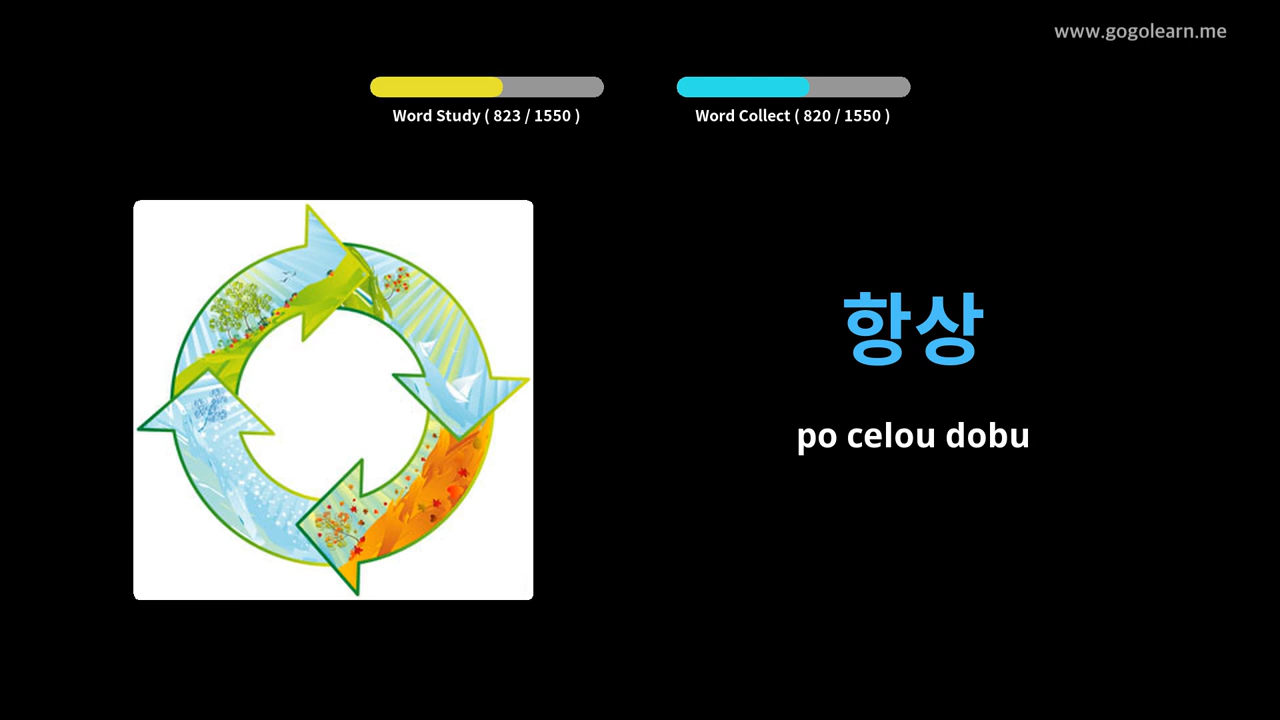 www.gogolearn.me
Word Study ( 823 / 1550 )
Word Collect ( 820 / 1550 )
항상
po celou dobu